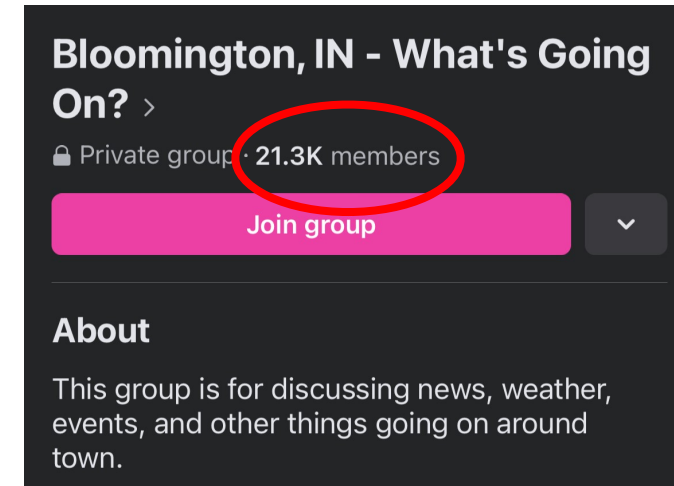 Bloomington, IN - What's Going
On? >
Private group · 21.3K members
Join group
About
This group is for discussing news, weather,
events, and other things going on around
town.